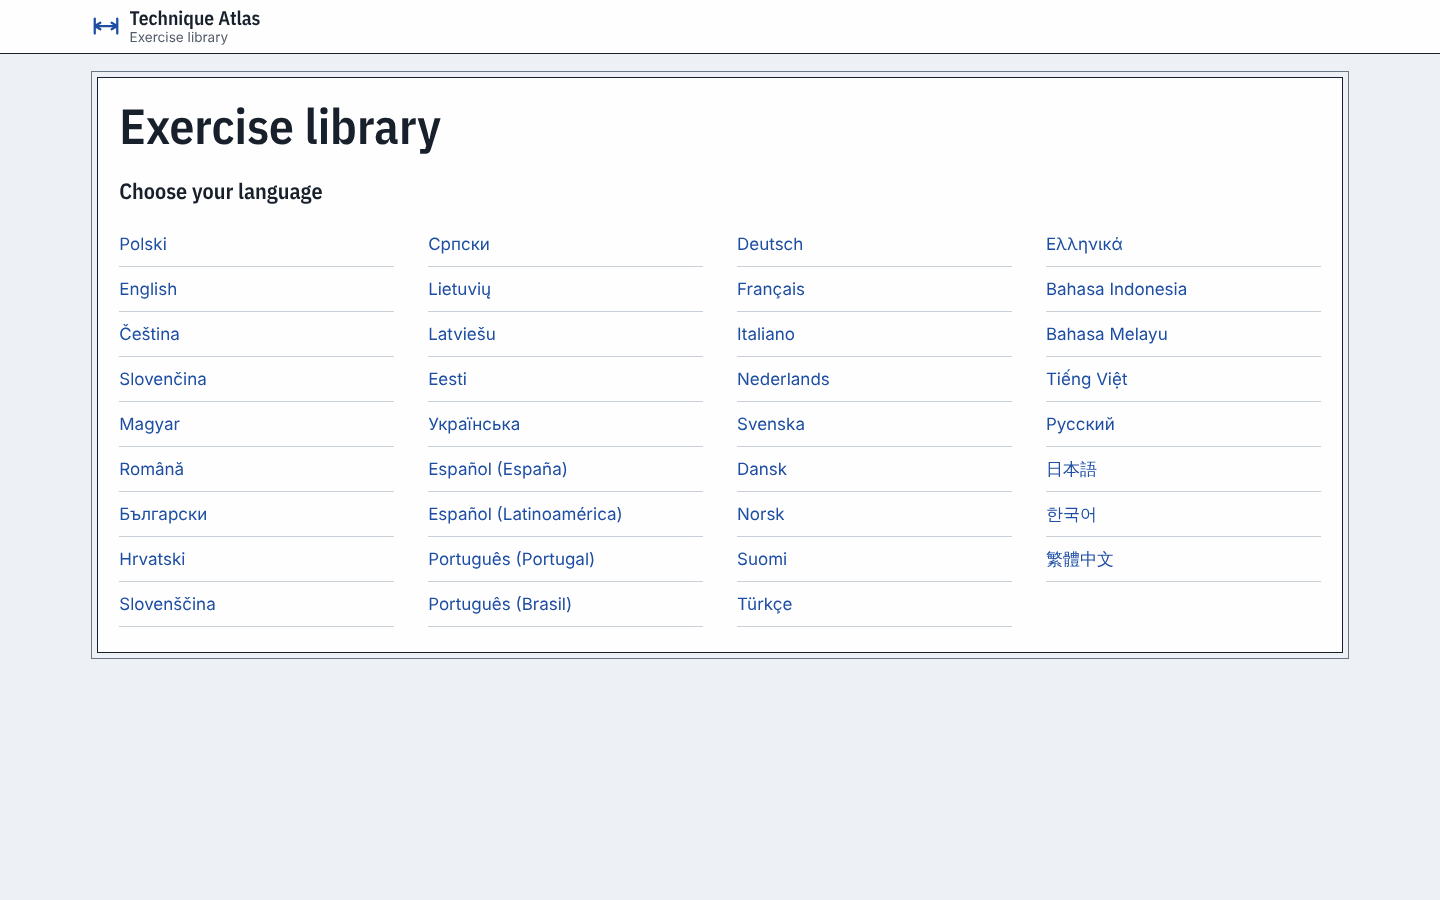 Technique Atlas
Exercise library
Exercise library
Choose your language
Polski
English
Čeština
Slovenčina
Magyar
Română
Български
Hrvatski
Slovenščina
Српски
Lietuvių
Latviešu
Eesti
Українська
Español (España)
Español (Latinoamérica)
Português (Portugal)
Português (Brasil)
Deutsch
Français
Italiano
Nederlands
Svenska
Dansk
Norsk
Suomi
Türkçe
Ελληνικά
Bahasa Indonesia
Bahasa Melayu
Tiếng Việt
Русский
日本語
한국어
繁體中文